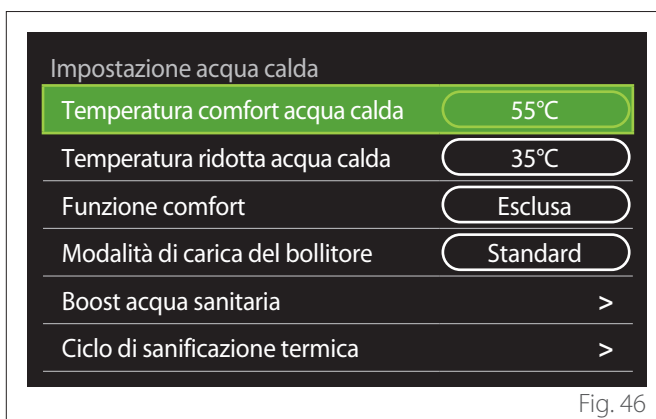 Impostazione acqua calda
Temperatura comfort acqua calda 55°C
Temperatura ridotta acqua calda 35°C
Funzione comfort Esclusa
Modalità di carica del bollitore Standard
Boost acqua sanitaria >
Ciclo di sanificazione termica >
Fig. 46